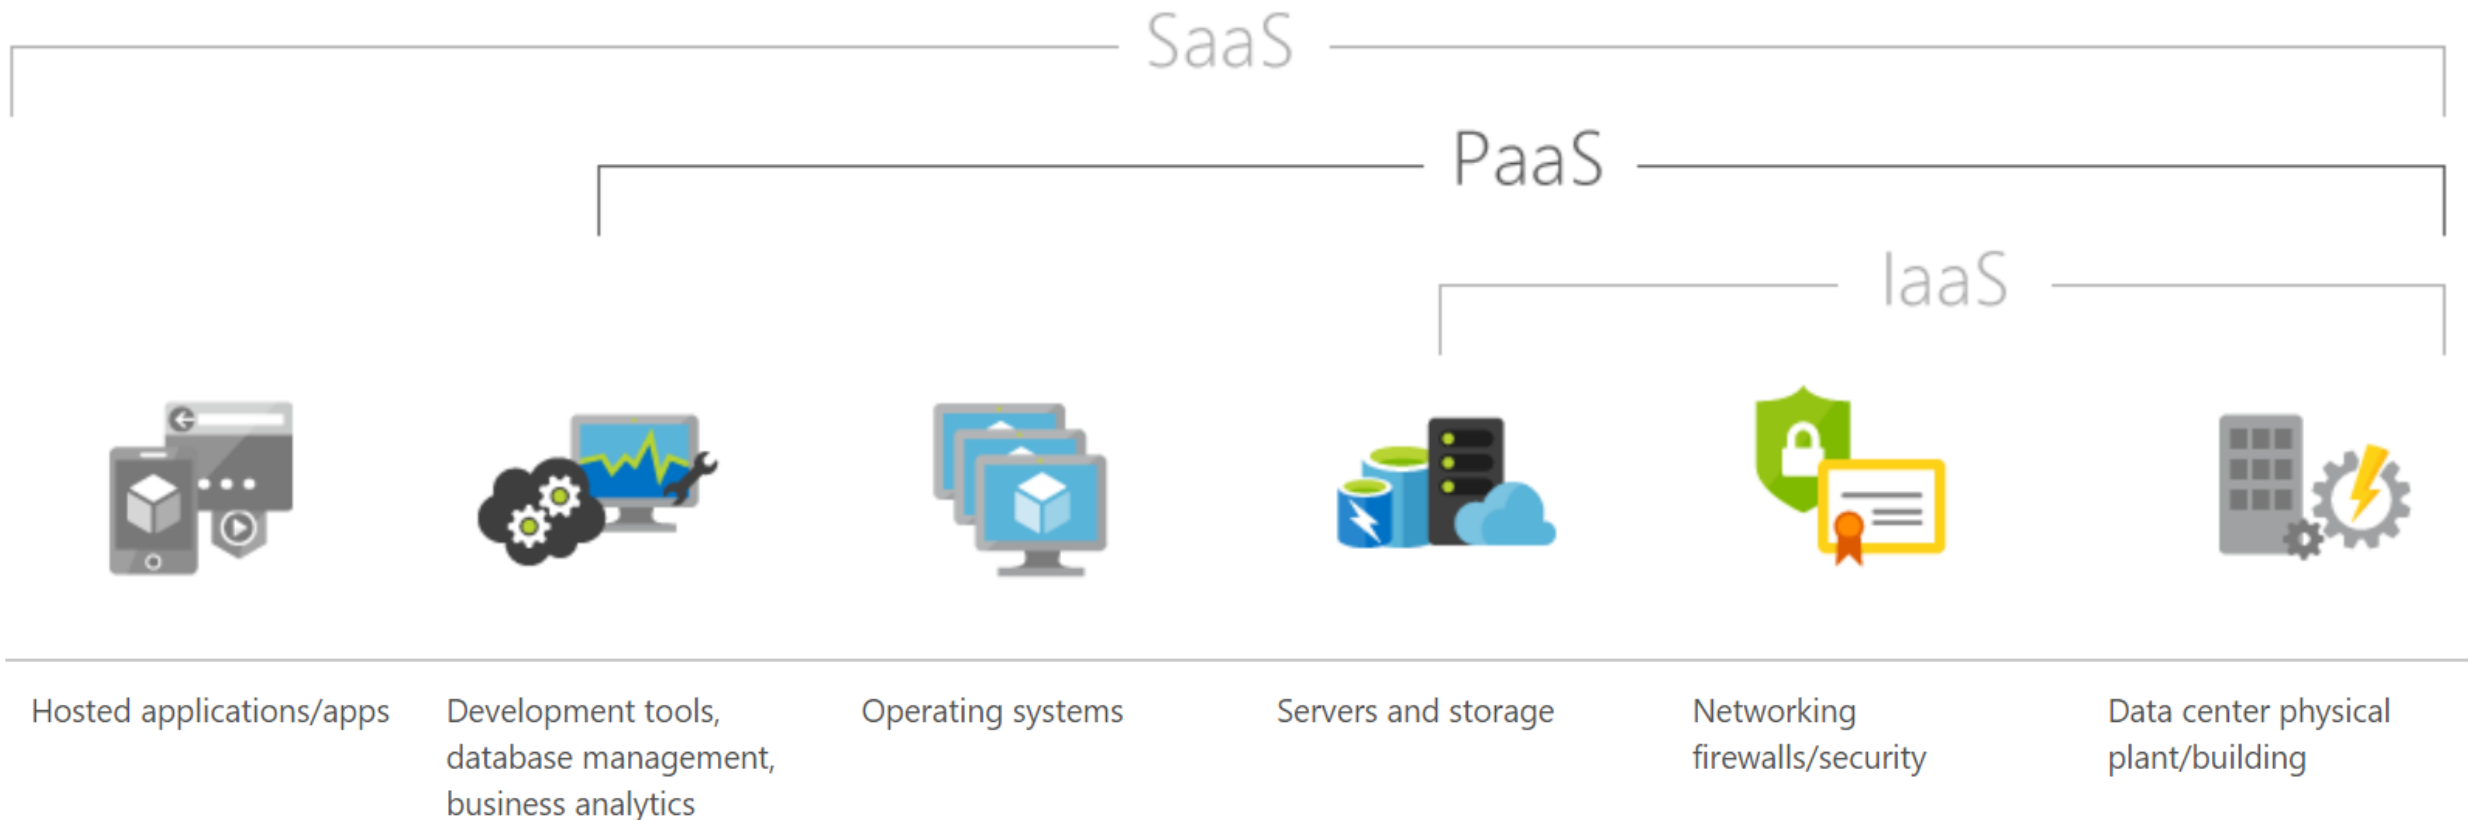 SaaS
PaaS
IaaS
Hosted applications/apps
Development tools,
database management,
business analytics
Operating systems
Servers and storage
Networking
firewalls/security
Data center physical
plant/building